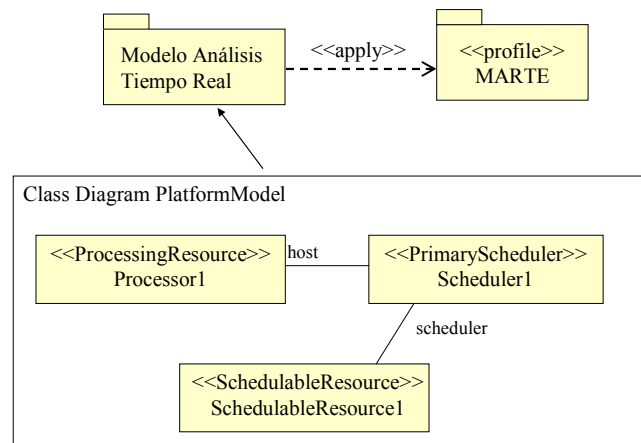 Modelo Análisis
Tiempo Real
<<apply>>
<<profile>>
MARTE
Class Diagram PlatformModel
<<ProcessingResource>>
Processor1
host
<<PrimaryScheduler>>
Scheduler1
scheduler
<<SchedulableResource>>
SchedulableResource1